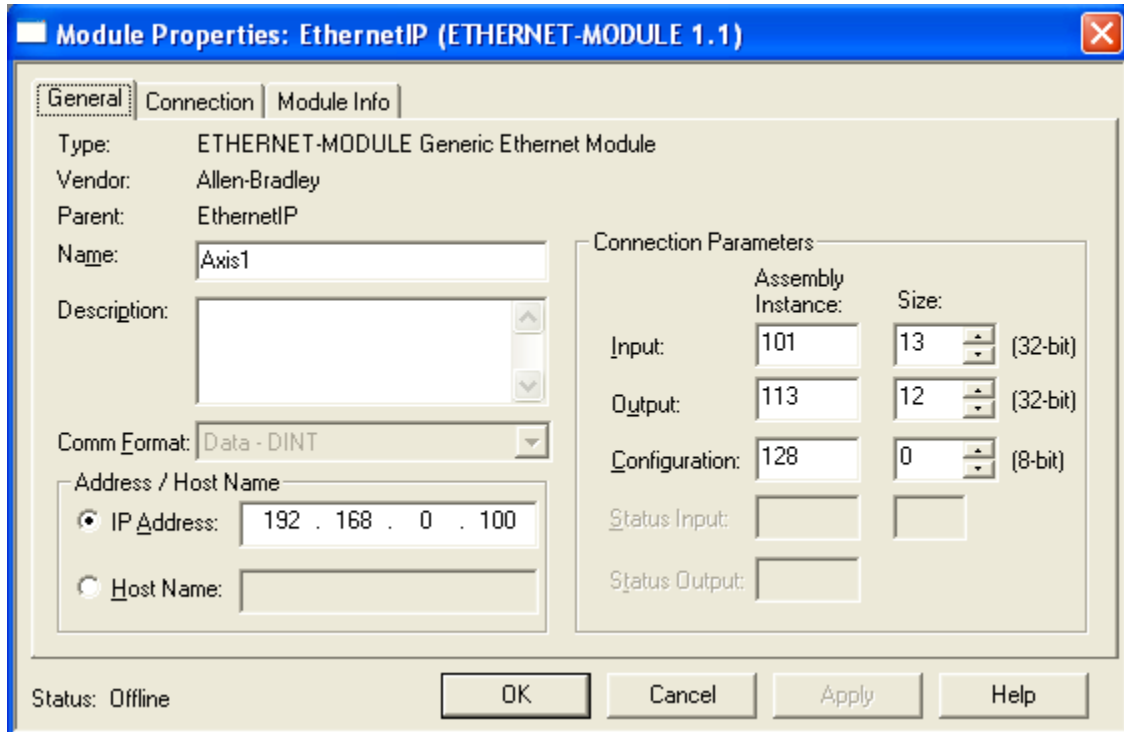 Module Properties: EthernetIP (ETHERNET-MODULE 1.1)
General Connection Module Info
Type: ETHERNET-MODULE Generic Ethernet Module
Vendor: Allen-Bradley
Parent: EthernetIP
Name: Axis1
Description:
Comm Format: Data - DINT
Address / Host Name
IP Address: 192 . 168 . 0 . 100
Host Name:
Connection Parameters
Assembly
Instance: Size:
Input: 101 13 (32-bit)
Output: 113 12 (32-bit)
Configuration: 128 0 (8-bit)
Status Input:
Status Output:
Status: Offline OK Cancel Apply Help